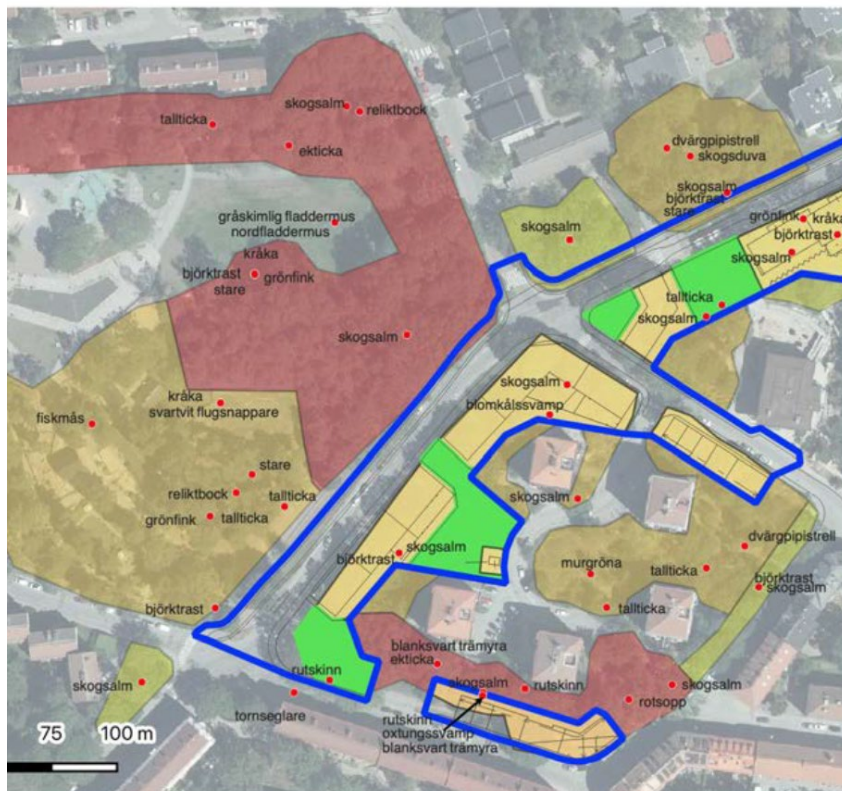 skogsalm
reliktbock
tallticka
ekticka
dvärgpipistrell
skogsduva
skogsalm
björktrast
stare
gråskimlig fladdermus
nordfladdermus
skogsalm
grönfink
kråka
björktrast
skogsalm
kråka
björktrast
grönfink
stare
tallticka
skogsalm
skogsalm
kråka
svartvit flugsnappare
fiskmås
skogsalm
blomkålssvamp
stare
reliktbock
tallticka
grönfink
tallticka
skogsalm
björktrast
skogsalm
dvärgpipistrell
murgröna
tallticka
björktrast
skogsalm
björktrast
tallticka
blanksvart trämyra
ekticka
skogsalm
rutskinn
tornseglare
skogsalm
rutskinn
skogsalm
rotsopp
rutskinn
oxtungssvamp
blanksvart trämyra
75
100 m